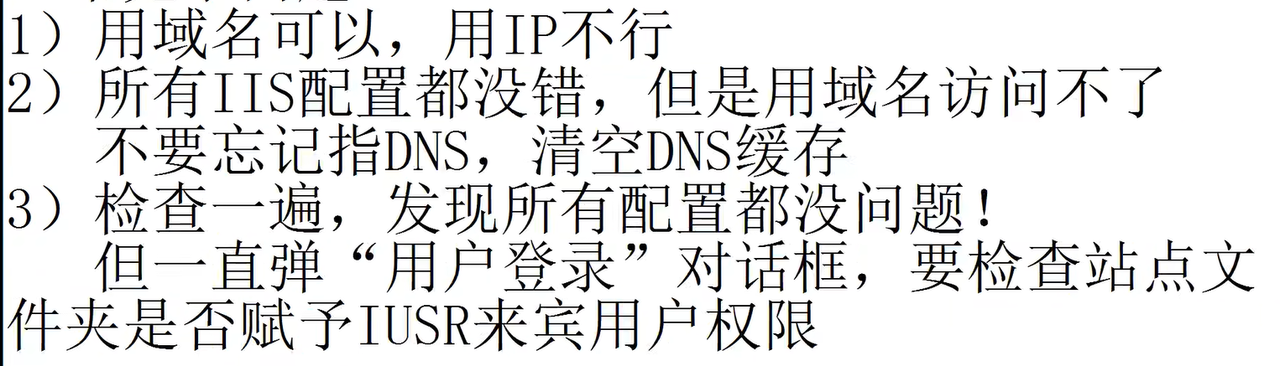 1）用域名可以，用IP不行
2）所有IIS配置都没错，但是用域名访问不了
不要忘记指DNS，清空DNS缓存
3）检查一遍，发现所有配置都没问题！
但一直弹“用户登录”对话框，要检查站点文
件夹是否赋予IUSR来宾用户权限